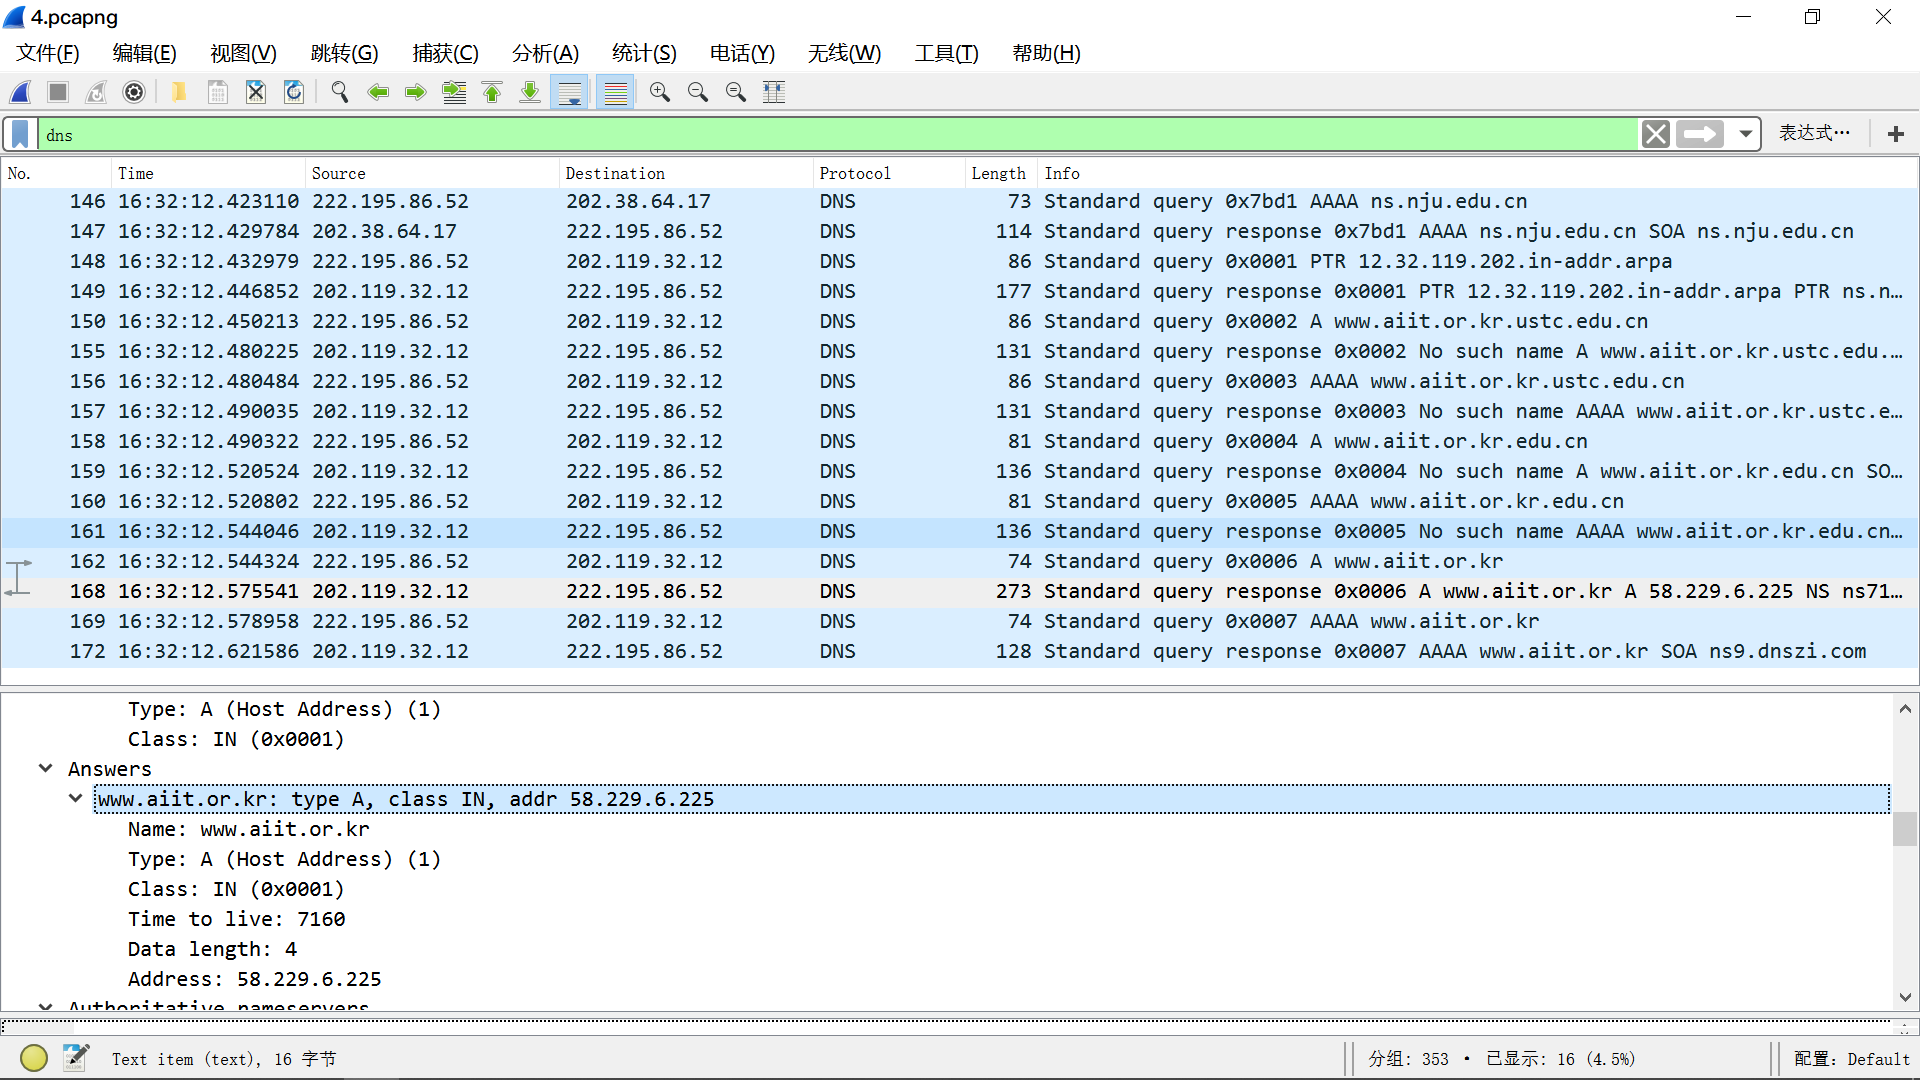 4.pcapng
文件(F) 编辑(E) 视图(V) 跳转(G) 捕获(C) 分析(A) 统计(S) 电话(Y) 无线(W) 工具(T) 帮助(H)
dns 表达式…
No. Time Source Destination Protocol Length Info
146 16:32:12.423110 222.195.86.52 202.38.64.17 DNS 73 Standard query 0x7bd1 AAAA ns.nju.edu.cn
147 16:32:12.429784 202.38.64.17 222.195.86.52 DNS 114 Standard query response 0x7bd1 AAAA ns.nju.edu.cn SOA ns.nju.edu.cn
148 16:32:12.432979 222.195.86.52 202.119.32.12 DNS 86 Standard query 0x0001 PTR 12.32.119.202.in-addr.arpa
149 16:32:12.446852 202.119.32.12 222.195.86.52 DNS 177 Standard query response 0x0001 PTR 12.32.119.202.in-addr.arpa PTR ns.n…
150 16:32:12.450213 222.195.86.52 202.119.32.12 DNS 86 Standard query 0x0002 A www.aiit.or.kr.ustc.edu.cn
155 16:32:12.480225 202.119.32.12 222.195.86.52 DNS 131 Standard query response 0x0002 No such name A www.aiit.or.kr.ustc.edu.…
156 16:32:12.480484 222.195.86.52 202.119.32.12 DNS 86 Standard query 0x0003 AAAA www.aiit.or.kr.ustc.edu.cn
157 16:32:12.490035 202.119.32.12 222.195.86.52 DNS 131 Standard query response 0x0003 No such name AAAA www.aiit.or.kr.ustc.e…
158 16:32:12.490322 222.195.86.52 202.119.32.12 DNS 81 Standard query 0x0004 A www.aiit.or.kr.edu.cn
159 16:32:12.520524 202.119.32.12 222.195.86.52 DNS 136 Standard query response 0x0004 No such name A www.aiit.or.kr.edu.cn SO…
160 16:32:12.520802 222.195.86.52 202.119.32.12 DNS 81 Standard query 0x0005 AAAA www.aiit.or.kr.edu.cn
161 16:32:12.544046 202.119.32.12 222.195.86.52 DNS 136 Standard query response 0x0005 No such name AAAA www.aiit.or.kr.edu.cn…
162 16:32:12.544324 222.195.86.52 202.119.32.12 DNS 74 Standard query 0x0006 A www.aiit.or.kr
168 16:32:12.575541 202.119.32.12 222.195.86.52 DNS 273 Standard query response 0x0006 A www.aiit.or.kr A 58.229.6.225 NS ns71…
169 16:32:12.578958 222.195.86.52 202.119.32.12 DNS 74 Standard query 0x0007 AAAA www.aiit.or.kr
172 16:32:12.621586 202.119.32.12 222.195.86.52 DNS 128 Standard query response 0x0007 AAAA www.aiit.or.kr SOA ns9.dnszi.com
Type: A (Host Address) (1)
Class: IN (0x0001)
Answers
www.aiit.or.kr: type A, class IN, addr 58.229.6.225
Name: www.aiit.or.kr
Type: A (Host Address) (1)
Class: IN (0x0001)
Time to live: 7160
Data length: 4
Address: 58.229.6.225
Authoritative nameservers
Text item (text), 16 字节 分组: 353 · 已显示: 16 (4.5%) 配置: Default